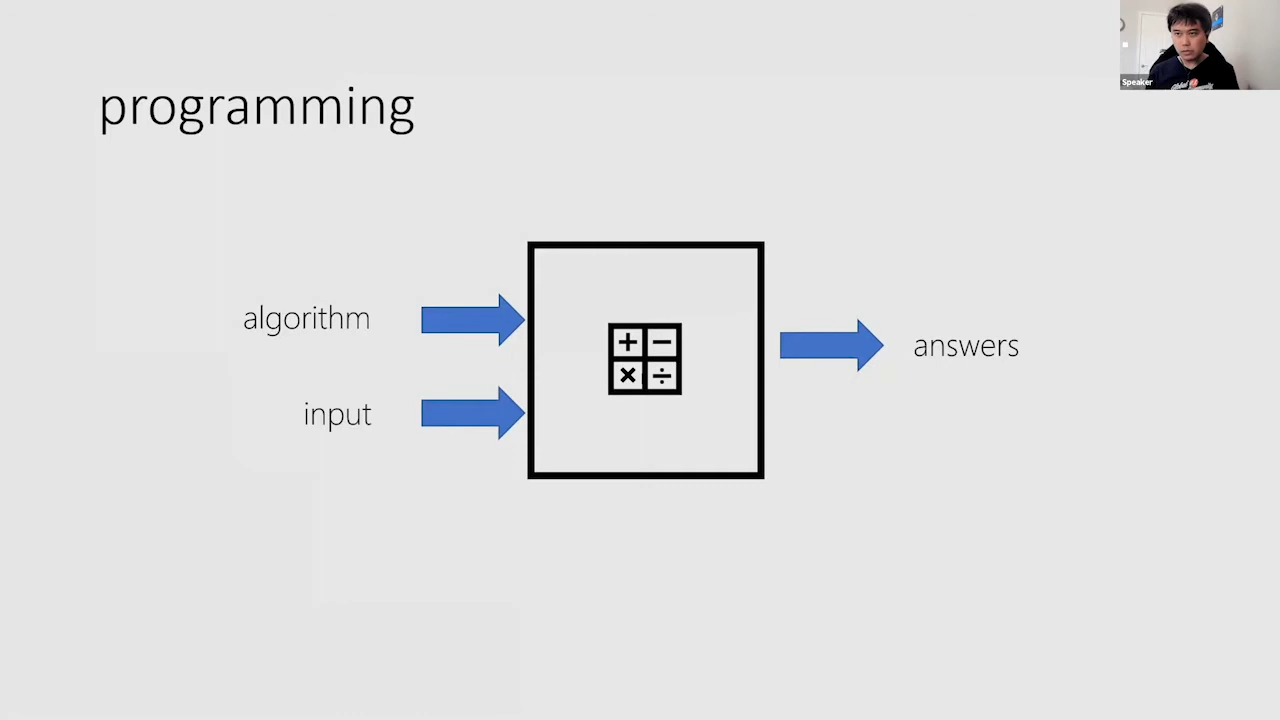 programming
algorithm
input
+ −
× ÷
answers
Speaker